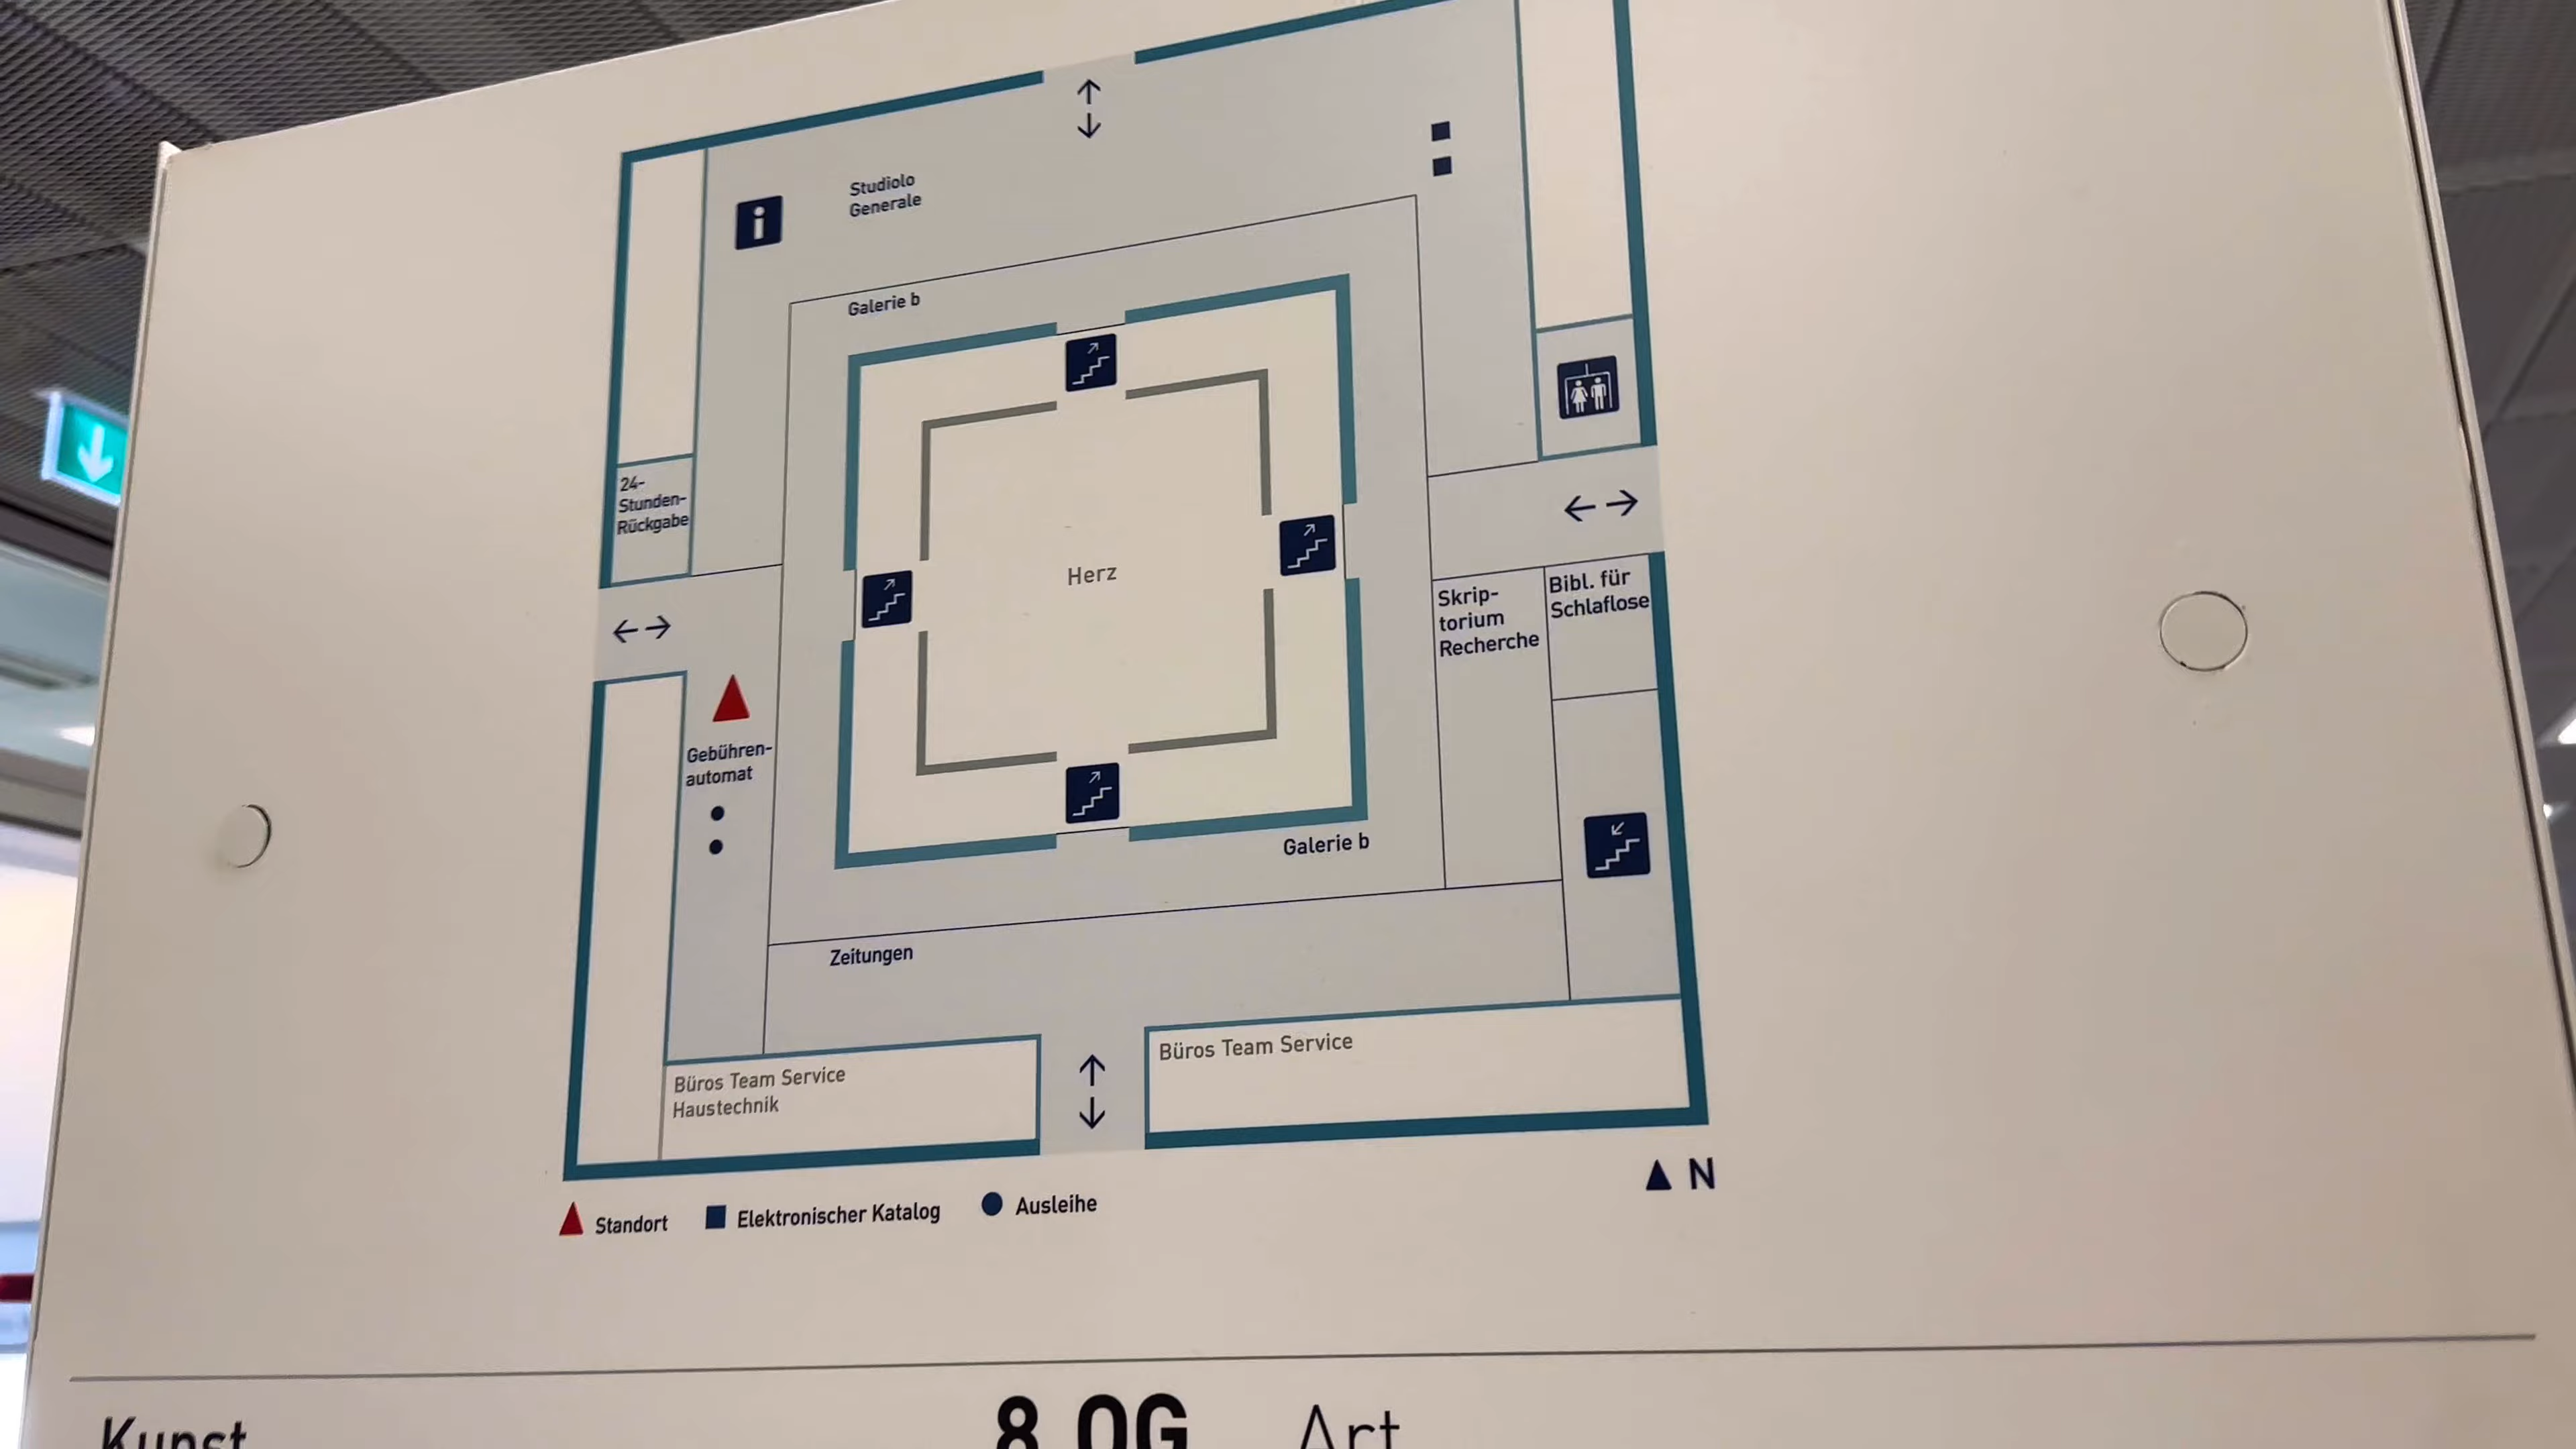 Studiolo
Generale
Galerie b
24-
Stunden-
Rückgabe
Herz
Skrip-
torium
Recherche
Bibl. für
Schlaflose
Gebühren-
automat
Galerie b
Zeitungen
Büros Team Service
Haustechnik
Büros Team Service
N
Standort
Elektronischer Katalog
Ausleihe
Kunst 8 OG Art